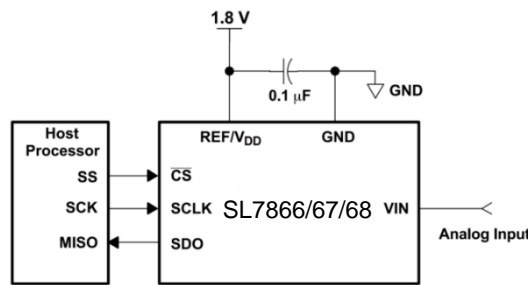 1.8 V
0.1 μF
GND
Host
Processor
REF/VDD
GND
SS
CS
SCK
SCLK
SL7866/67/68
VIN
MISO
SDO
Analog Input